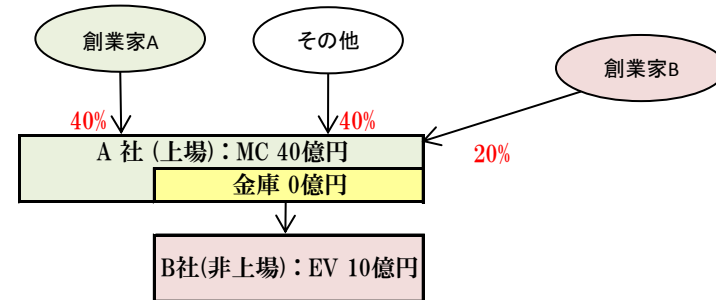 創業家A
その他
創業家B
40%
40%
20%
A 社 (上場)：MC 40億円
金庫 0億円
B社(非上場)：EV 10億円